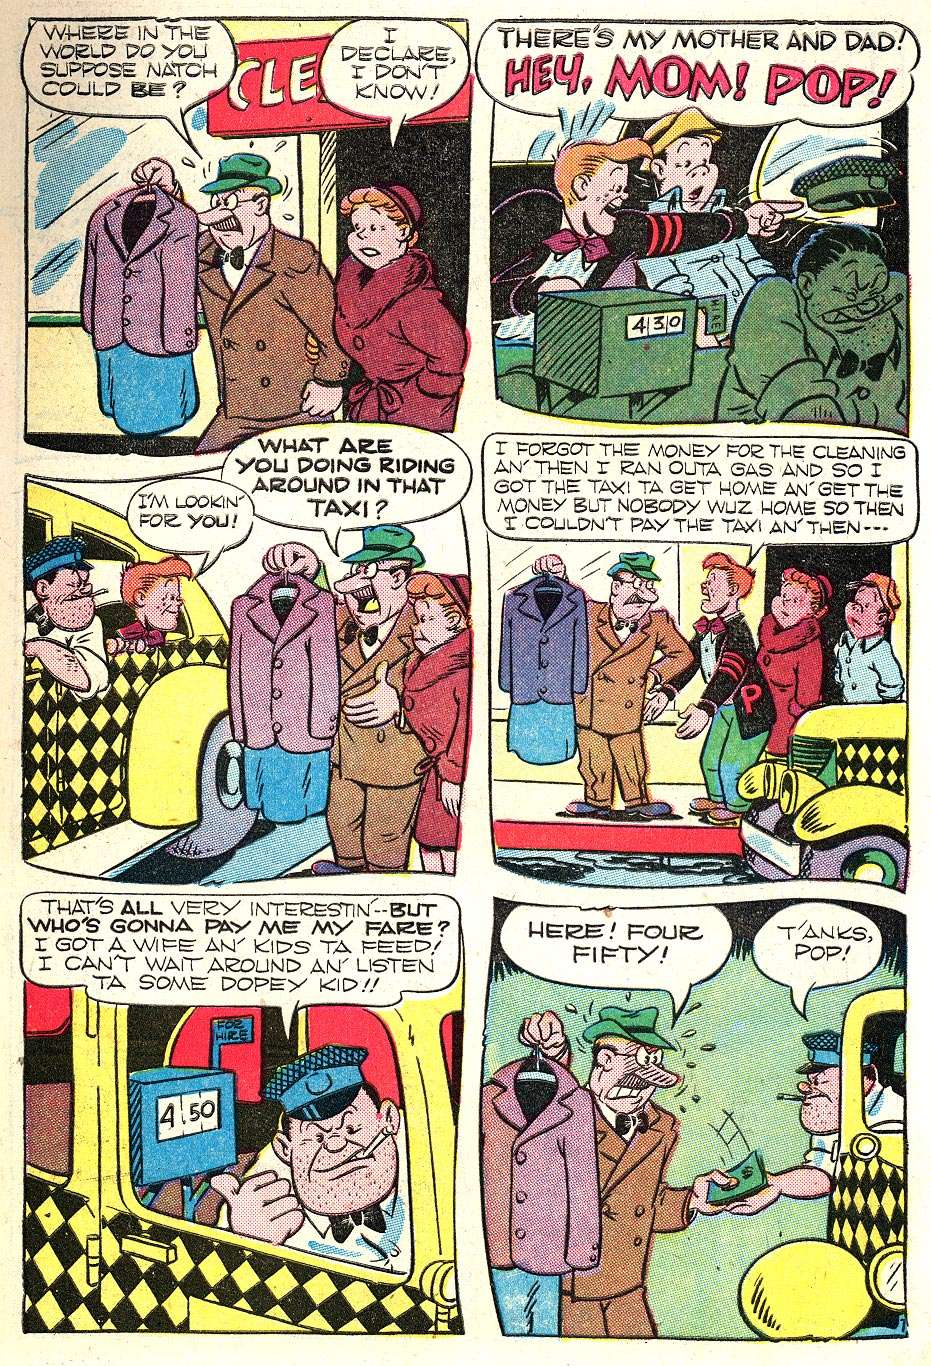 WHERE IN THE
WORLD DO YOU
SUPPOSE NATCH
COULD BE?
I
DECLARE,
I DON'T
KNOW!
CLE
THERE'S MY MOTHER AND DAD!
HEY, MOM! POP!
430
HIRE
WHAT ARE
YOU DOING RIDING
AROUND IN THAT
TAXI?
I'M LOOKIN'
FOR YOU!
I FORGOT THE MONEY FOR THE CLEANING
AN' THEN I RAN OUTA GAS AND SO I
GOT THE TAXI TA GET HOME AN' GET THE
MONEY BUT NOBODY WUZ HOME SO THEN
I COULDN'T PAY THE TAXI AN' THEN---
P
THAT'S ALL VERY INTERESTIN'--BUT
WHO'S GONNA PAY ME MY FARE?
I GOT A WIFE AN' KIDS TA FEED!
I CAN'T WAIT AROUND AN' LISTEN
TA SOME DOPEY KID!!
FOR
HIRE
4 50
HERE! FOUR
FIFTY!
T'ANKS,
POP!
$
7